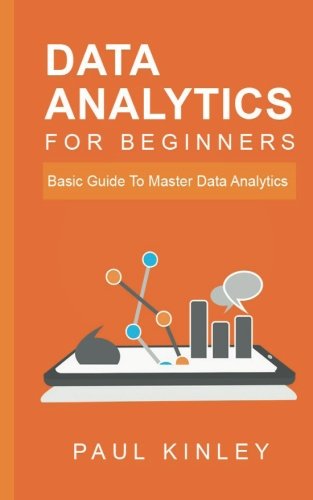 DATA
ANALYTICS
FOR BEGINNERS
Basic Guide To Master Data Analytics
PAUL KINLEY